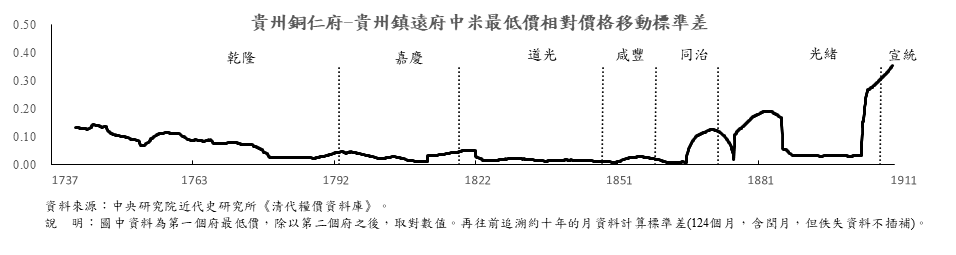 貴州銅仁府-貴州鎮遠府中米最低價相對價格移動標準差
0.50
0.40
0.30
0.20
0.10
0.00
乾隆 嘉慶 道光 咸豐 同治 光緒 宣統
1737 1763 1792 1822 1851 1881 1911
資料來源：中央研究院近代史研究所《清代糧價資料庫》。
說 明：圖中資料為第一個府最低價，除以第二個府之後，取對數值。再往前追溯約十年的月資料計算標準差(124個月，含閏月，但佚失資料不插補)。